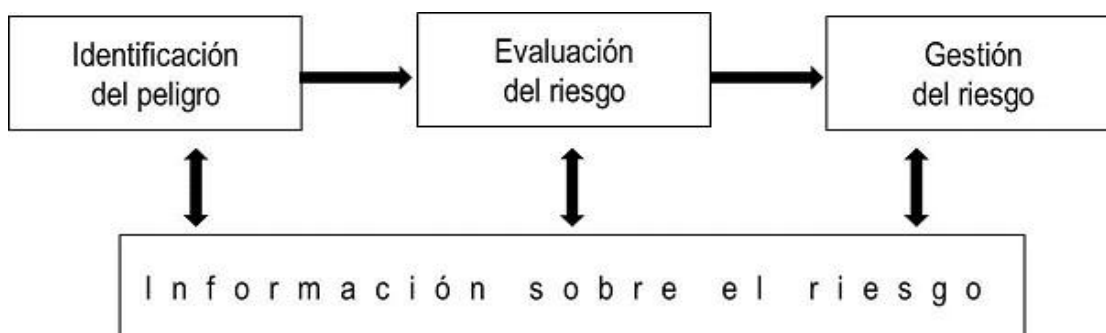 Identificación
del peligro
Evaluación
del riesgo
Gestión
del riesgo
Información sobre el riesgo